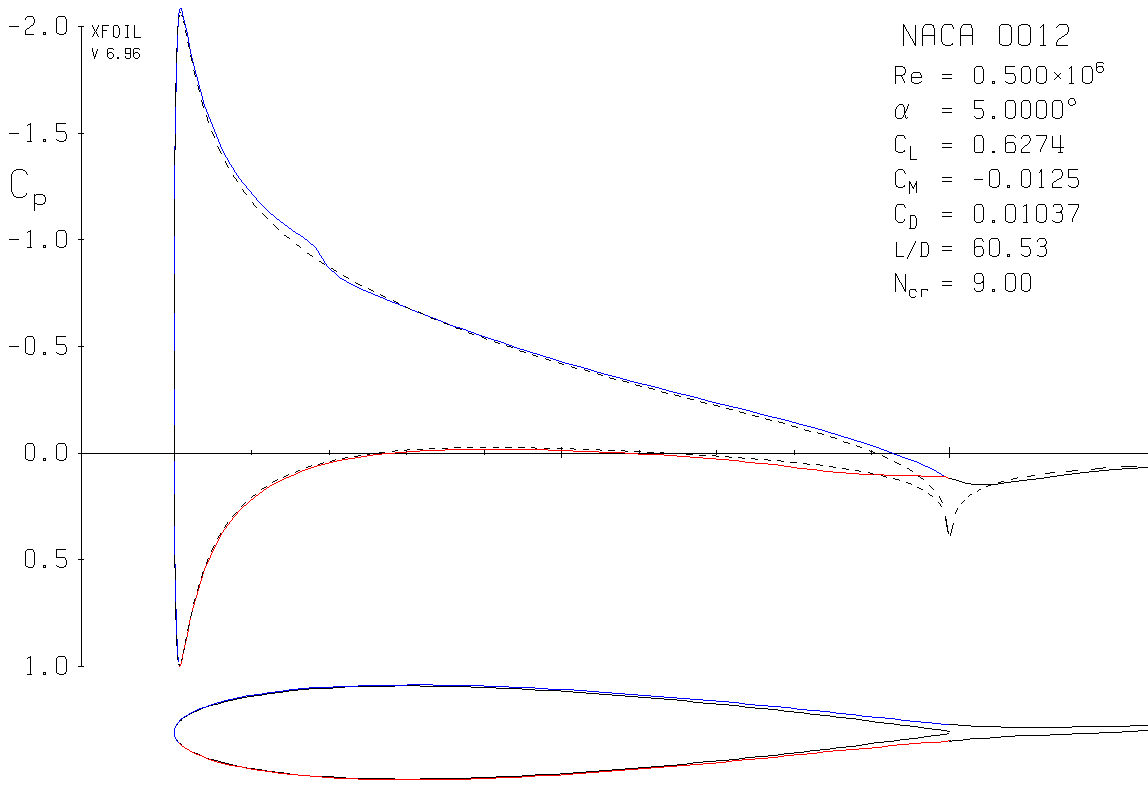 XFOIL
V 6.96
NACA 0012
Re = 0.500×10⁶
α = 5.0000°
C_L = 0.6274
C_M = -0.0125
C_D = 0.01037
L/D = 60.53
N_cr = 9.00
-2.0
-1.5
C_P
-1.0
-0.5
0.0
0.5
1.0